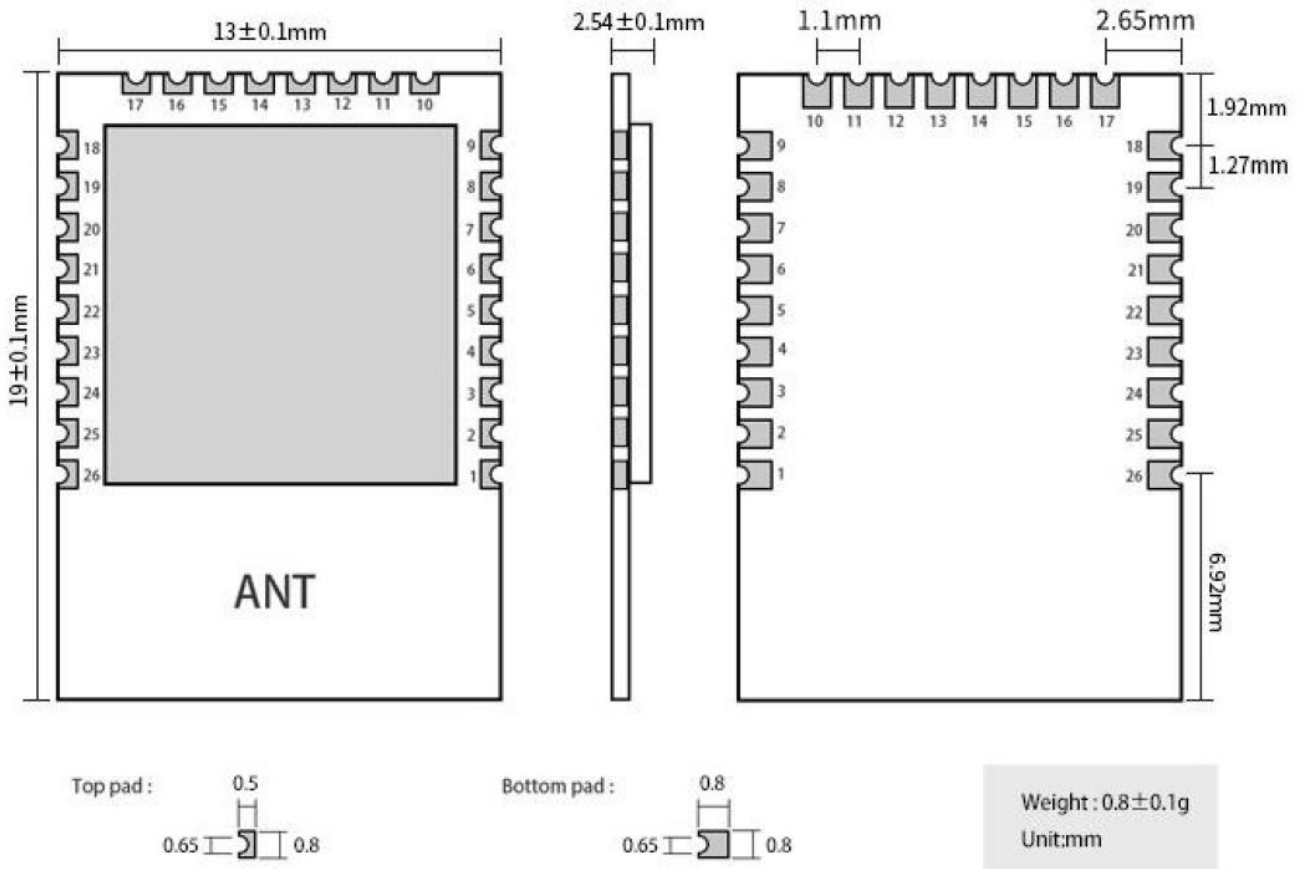 13±0.1mm
2.54±0.1mm
1.1mm
2.65mm
17 16 15 14 13 12 11 10
10 11 12 13 14 15 16 17
1.92mm
18 9
9 18
1.27mm
19 8
8 19
20 7
7 20
21 6
6 21
22 5
5 22
19±0.1mm
23 4
4 23
24 3
3 24
25 2
2 25
26 1
1 26
6.92mm
ANT
Top pad :
0.5
0.65
0.8
Bottom pad :
0.8
0.65
0.8
Weight : 0.8±0.1g
Unit:mm